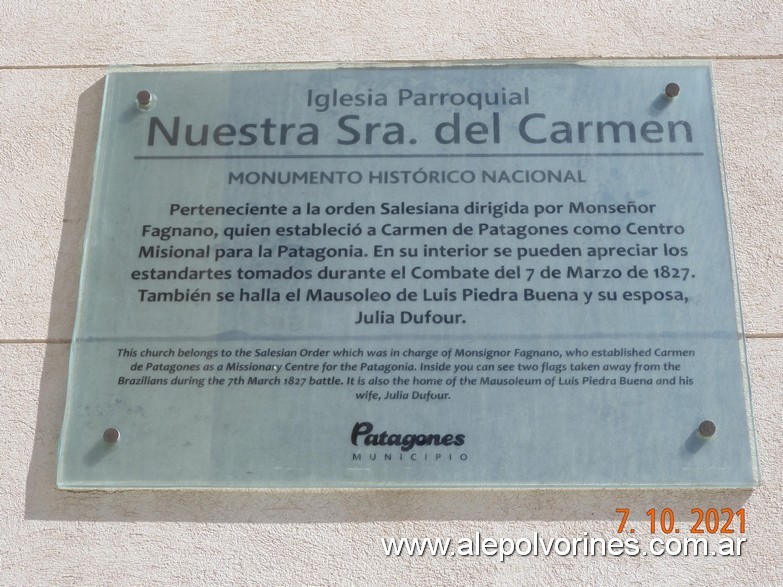 Iglesia Parroquial
Nuestra Sra. del Carmen
MONUMENTO HISTÓRICO NACIONAL
Perteneciente a la orden Salesiana dirigida por Monseñor
Fagnano, quien estableció a Carmen de Patagones como Centro
Misional para la Patagonia. En su interior se pueden apreciar los
estandartes tomados durante el Combate del 7 de Marzo de 1827.
También se halla el Mausoleo de Luis Piedra Buena y su esposa,
Julia Dufour.
This church belongs to the Salesian Order which was in charge of Monsignor Fagnano, who established Carmen
de Patagones as a Missionary Centre for the Patagonia. Inside you can see two flags taken away from the
Brazilians during the 7th March 1827 battle. It is also the home of the Mausoleum of Luis Piedra Buena and his
wife, Julia Dufour.
Patagones
MUNICIPIO
7. 10. 2021
www.alepolvorines.com.ar